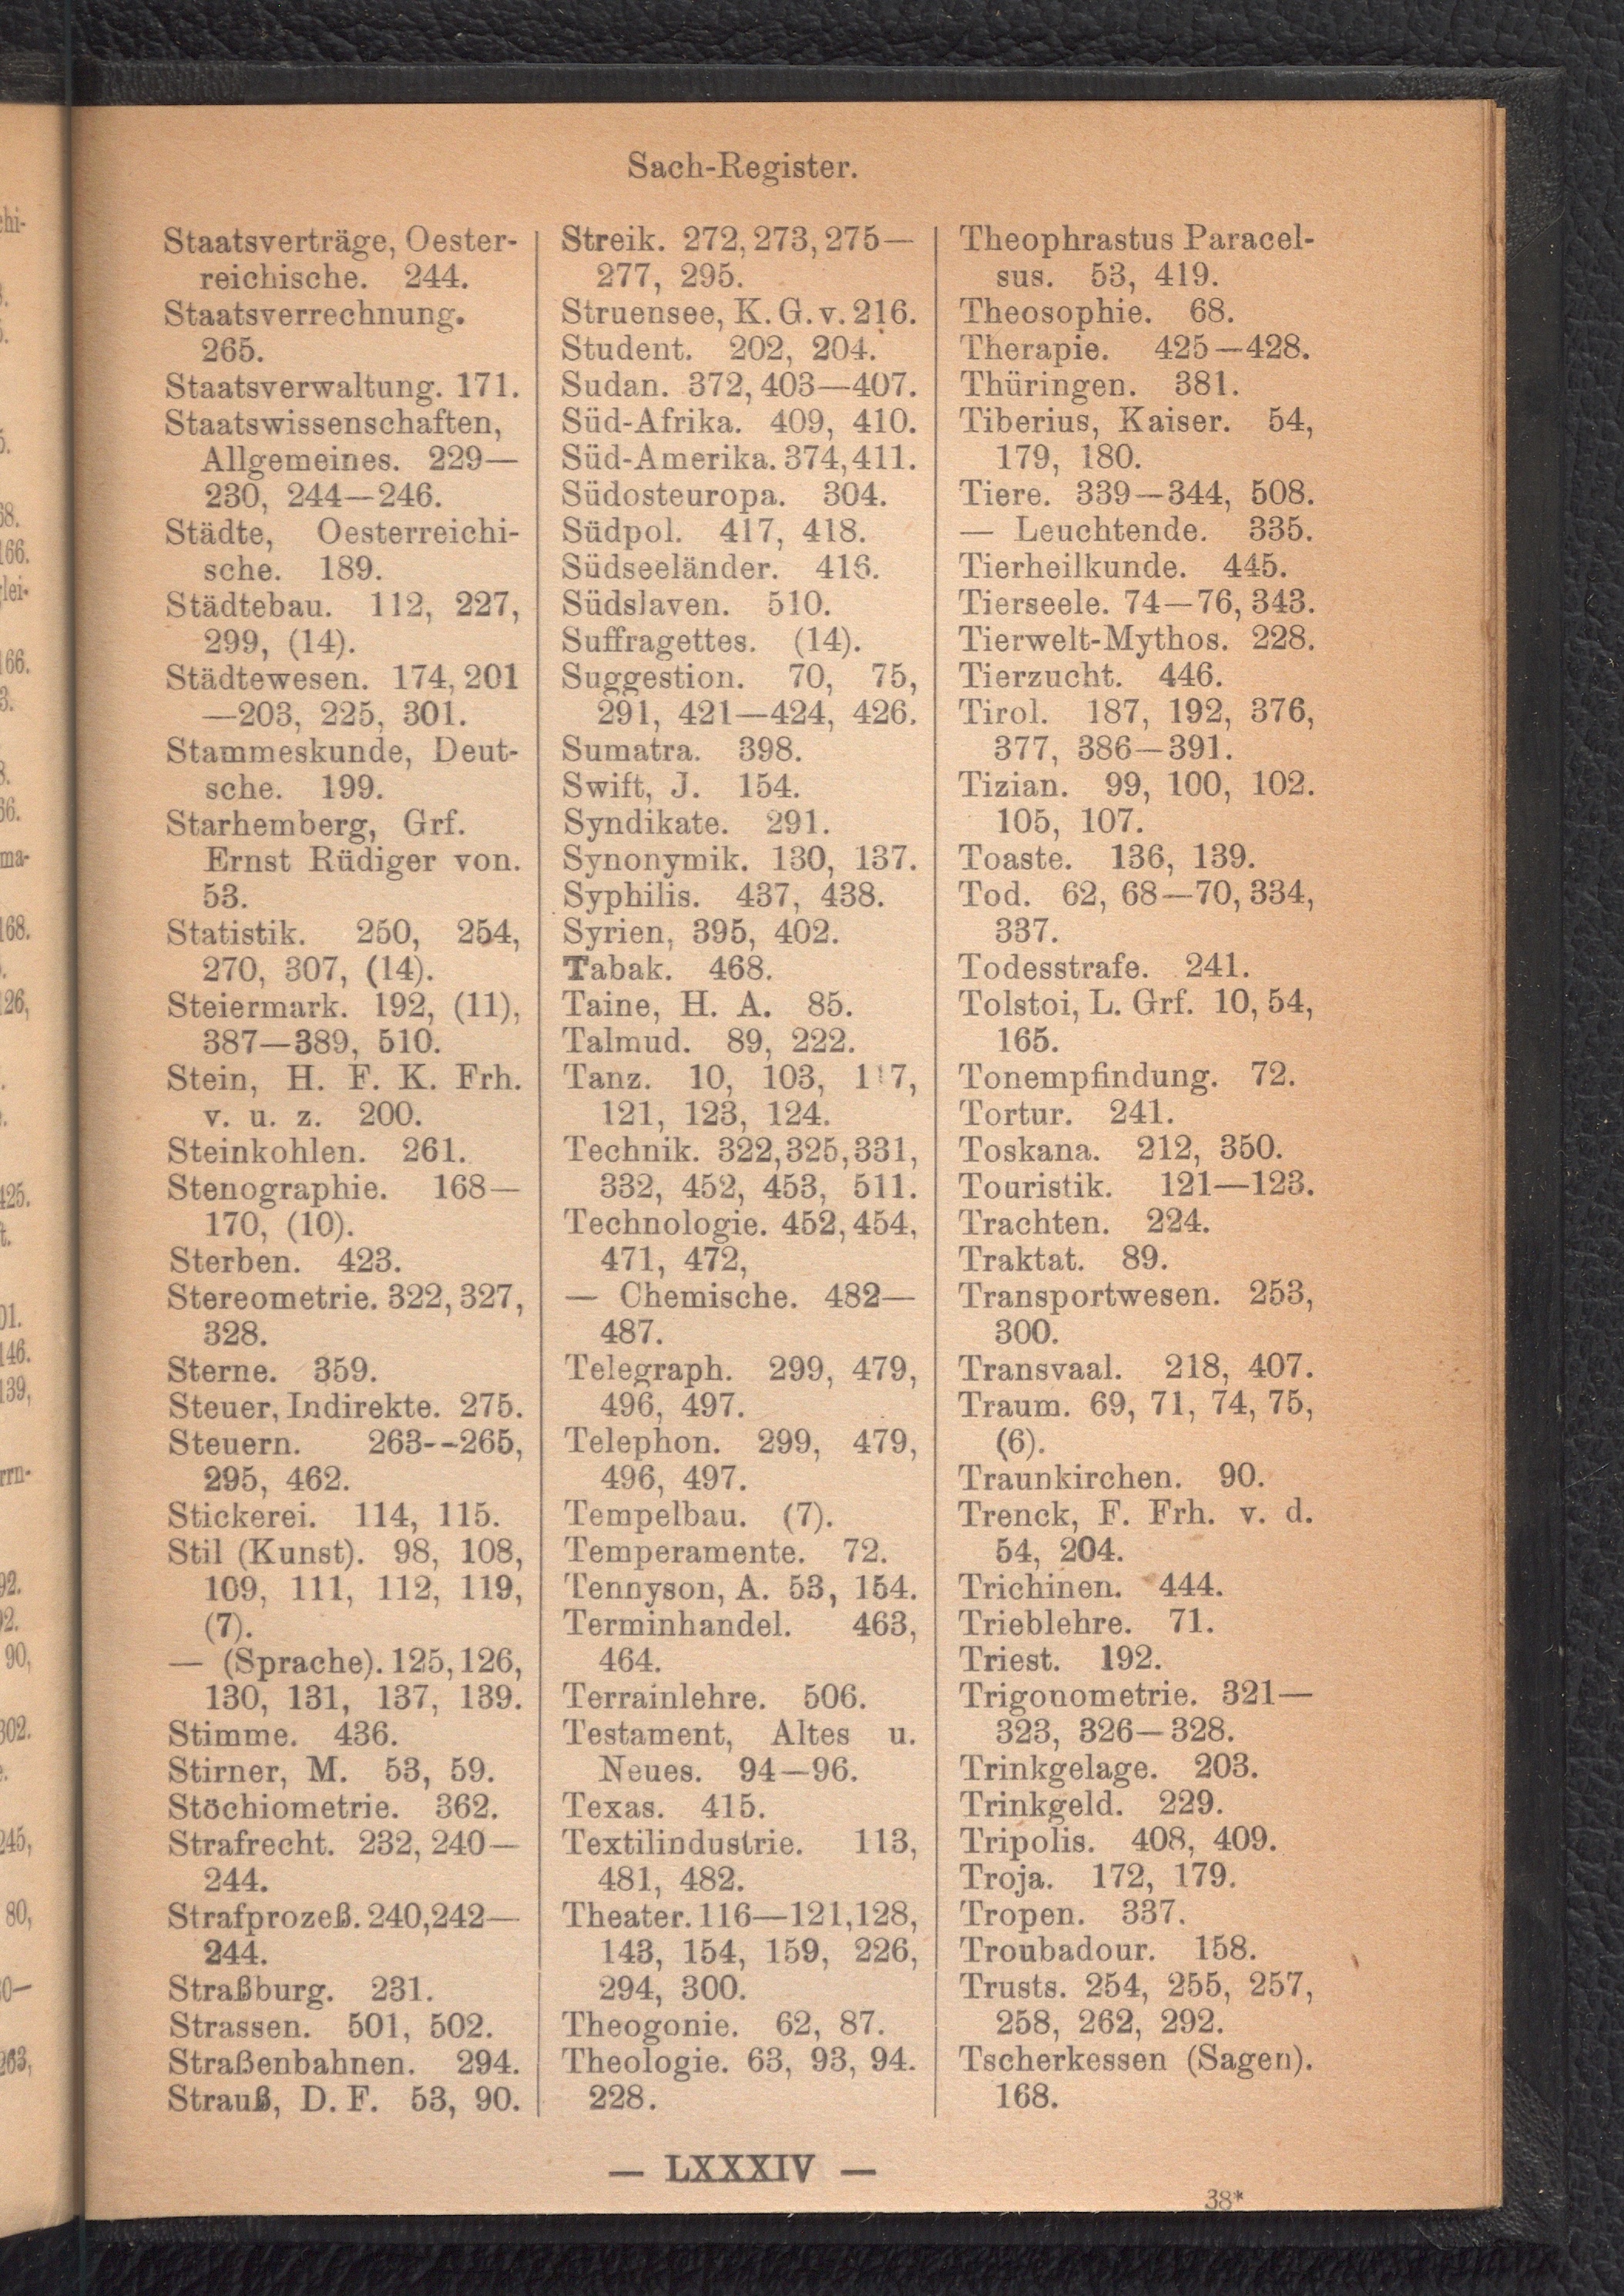 Sach-Register.
Staatsverträge, Oester-
reichische. 244.
Staatsverrechnung.
265.
Staatsverwaltung. 171.
Staatswissenschaften,
Allgemeines. 229—
230, 244—246.
Städte, Oesterreichi-
sche. 189.
Städtebau. 112, 227,
299, (14).
Städtewesen. 174, 201
—203, 225, 301.
Stammeskunde, Deut-
sche. 199.
Starhemberg, Grf.
Ernst Rüdiger von.
53.
Statistik. 250, 254,
270, 307, (14).
Steiermark. 192, (11),
387—389, 510.
Stein, H. F. K. Frh.
v. u. z. 200.
Steinkohlen. 261.
Stenographie. 168—
170, (10).
Sterben. 423.
Stereometrie. 322, 327,
328.
Sterne. 359.
Steuer, Indirekte. 275.
Steuern. 263--265,
295, 462.
Stickerei. 114, 115.
Stil (Kunst). 98, 108,
109, 111, 112, 119,
(7).
— (Sprache). 125, 126,
130, 131, 137, 139.
Stimme. 436.
Stirner, M. 53, 59.
Stöchiometrie. 362.
Strafrecht. 232, 240—
244.
Strafprozeß. 240, 242—
244.
Straßburg. 231.
Strassen. 501, 502.
Straßenbahnen. 294.
Strauß, D. F. 53, 90.
Streik. 272, 273, 275—
277, 295.
Struensee, K. G. v. 216.
Student. 202, 204.
Sudan. 372, 403—407.
Süd-Afrika. 409, 410.
Süd-Amerika. 374, 411.
Südosteuropa. 304.
Südpol. 417, 418.
Südseeländer. 416.
Südslaven. 510.
Suffragettes. (14).
Suggestion. 70, 75,
291, 421—424, 426.
Sumatra. 398.
Swift, J. 154.
Syndikate. 291.
Synonymik. 130, 137.
Syphilis. 437, 438.
Syrien, 395, 402.
Tabak. 468.
Taine, H. A. 85.
Talmud. 89, 222.
Tanz. 10, 103, 117,
121, 123, 124.
Technik. 322, 325, 331,
332, 452, 453, 511.
Technologie. 452, 454,
471, 472,
— Chemische. 482—
487.
Telegraph. 299, 479,
496, 497.
Telephon. 299, 479,
496, 497.
Tempelbau. (7).
Temperamente. 72.
Tennyson, A. 53, 154.
Terminhandel. 463,
464.
Terrainlehre. 506.
Testament, Altes u.
Neues. 94—96.
Texas. 415.
Textilindustrie. 113,
481, 482.
Theater. 116—121, 128,
143, 154, 159, 226,
294, 300.
Theogonie. 62, 87.
Theologie. 63, 93, 94.
228.
Theophrastus Paracel-
sus. 53, 419.
Theosophie. 68.
Therapie. 425—428.
Thüringen. 381.
Tiberius, Kaiser. 54,
179, 180.
Tiere. 339—344, 508.
— Leuchtende. 335.
Tierheilkunde. 445.
Tierseele. 74—76, 343.
Tierwelt-Mythos. 228.
Tierzucht. 446.
Tirol. 187, 192, 376,
377, 386—391.
Tizian. 99, 100, 102.
105, 107.
Toaste. 136, 139.
Tod. 62, 68—70, 334,
337.
Todesstrafe. 241.
Tolstoi, L. Grf. 10, 54,
165.
Tonempfindung. 72.
Tortur. 241.
Toskana. 212, 350.
Touristik. 121—123.
Trachten. 224.
Traktat. 89.
Transportwesen. 253,
300.
Transvaal. 218, 407.
Traum. 69, 71, 74, 75,
(6).
Traunkirchen. 90.
Trenck, F. Frh. v. d.
54, 204.
Trichinen. 444.
Trieblehre. 71.
Triest. 192.
Trigonometrie. 321—
323, 326—328.
Trinkgelage. 203.
Trinkgeld. 229.
Tripolis. 408, 409.
Troja. 172, 179.
Tropen. 337.
Troubadour. 158.
Trusts. 254, 255, 257,
258, 262, 292.
Tscherkessen (Sagen).
168.
— LXXXIV —
38*